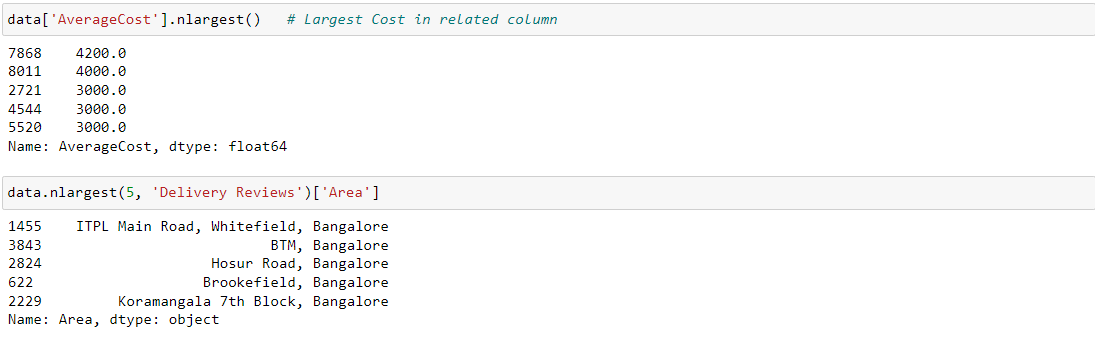 data['AverageCost'].nlargest()   # Largest Cost in related column
7868    4200.0
8011    4000.0
2721    3000.0
4544    3000.0
5520    3000.0
Name: AverageCost, dtype: float64
data.nlargest(5, 'Delivery Reviews')['Area']
1455    ITPL Main Road, Whitefield, Bangalore
3843                           BTM, Bangalore
2824                    Hosur Road, Bangalore
622                    Brookefield, Bangalore
2229         Koramangala 7th Block, Bangalore
Name: Area, dtype: object